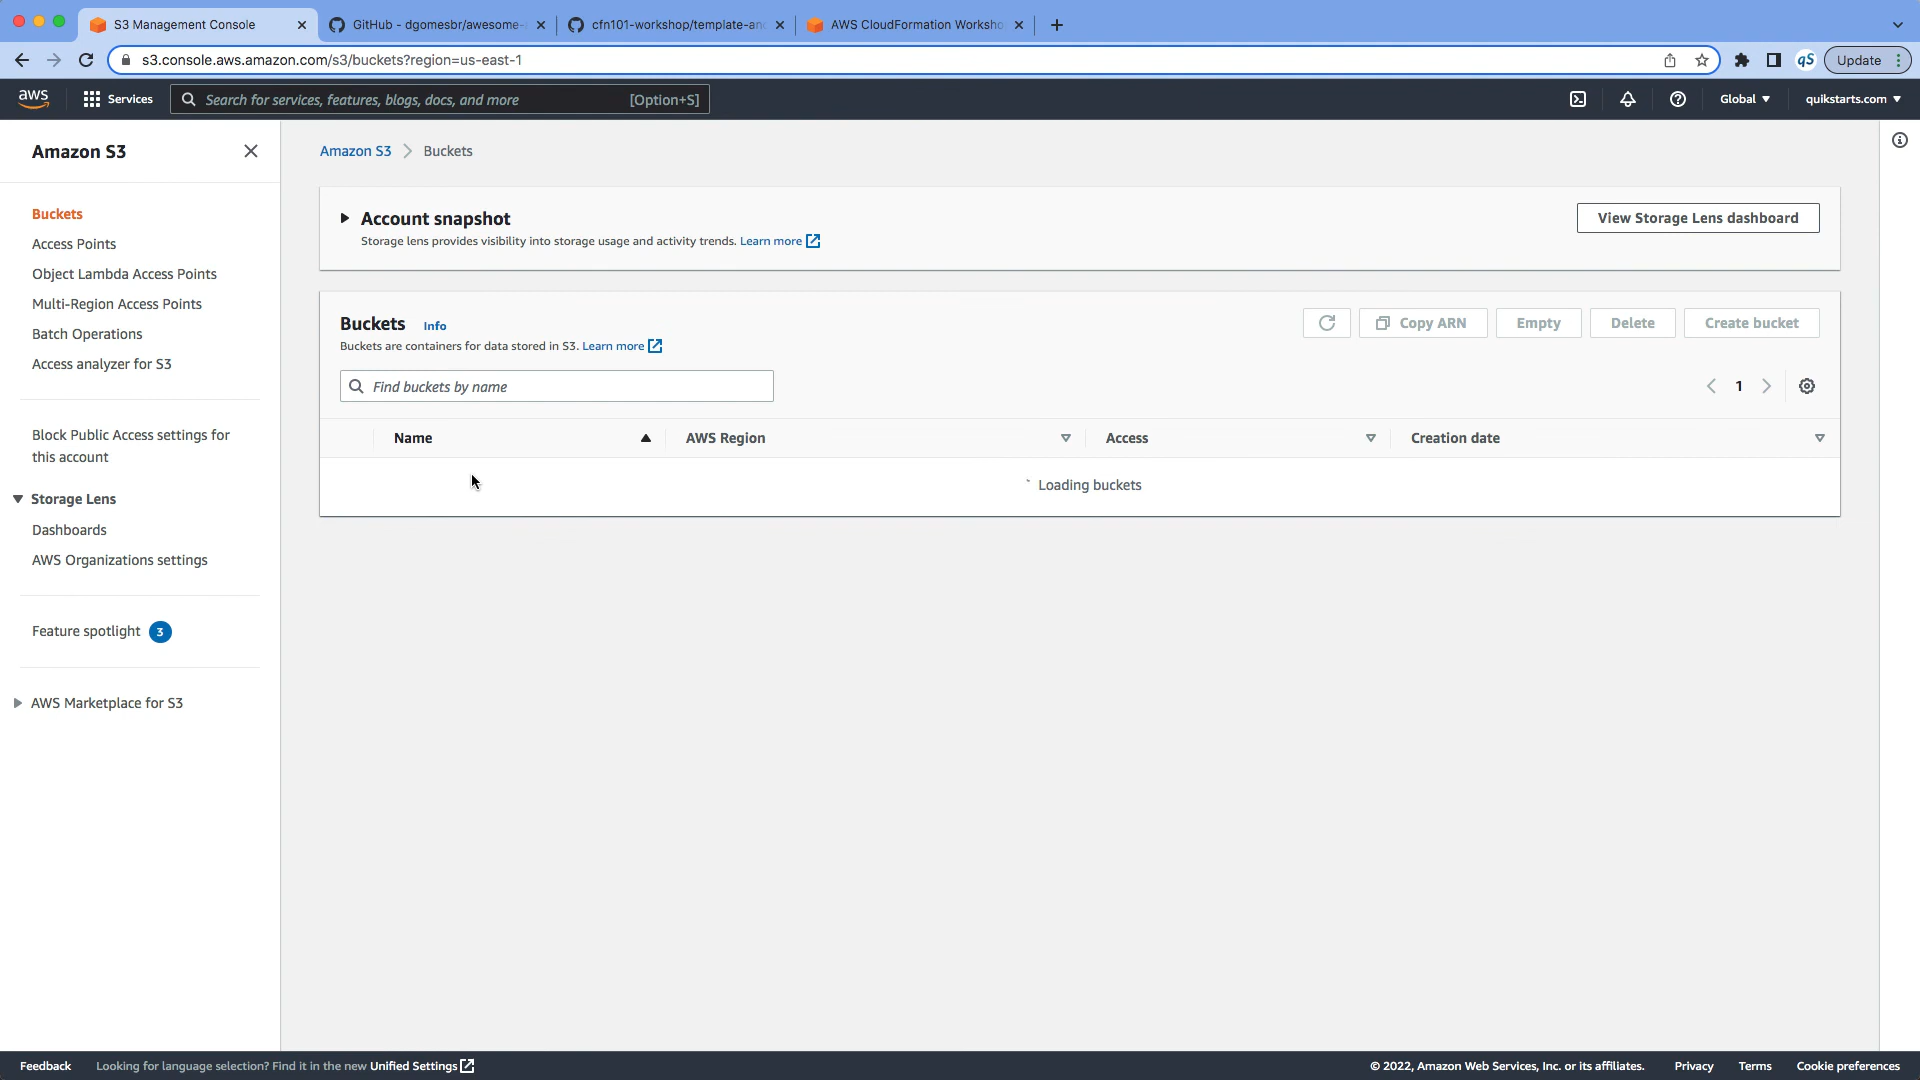 S3 Management Console
GitHub - dgomesbr/awesome-
cfn101-workshop/template-and
AWS CloudFormation Worksho
s3.console.aws.amazon.com/s3/buckets?region=us-east-1
qS
Update
aws
Services
Search for services, features, blogs, docs, and more
[Option+S]
Global
quikstarts.com
Amazon S3
Buckets
Access Points
Object Lambda Access Points
Multi-Region Access Points
Batch Operations
Access analyzer for S3
Block Public Access settings for
this account
Storage Lens
Dashboards
AWS Organizations settings
Feature spotlight 3
AWS Marketplace for S3
Amazon S3 > Buckets
Account snapshot
Storage lens provides visibility into storage usage and activity trends. Learn more
View Storage Lens dashboard
Buckets Info
Buckets are containers for data stored in S3. Learn more
Copy ARN
Empty
Delete
Create bucket
Find buckets by name
1
Name
AWS Region
Access
Creation date
Loading buckets
Feedback
Looking for language selection? Find it in the new Unified Settings
© 2022, Amazon Web Services, Inc. or its affiliates.
Privacy
Terms
Cookie preferences